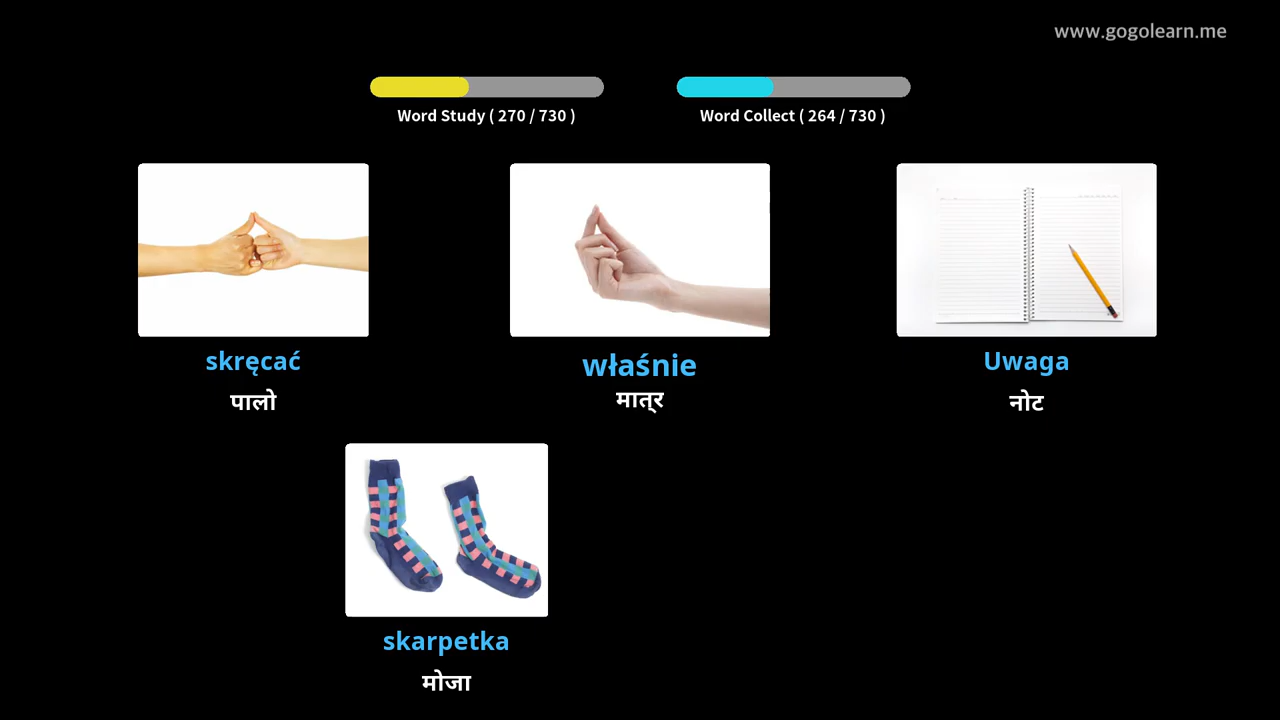 www.gogolearn.me
Word Study ( 270 / 730 )
Word Collect ( 264 / 730 )
skręcać
właśnie
Uwaga
पालो
मात्र
नोट
skarpetka
मोजा